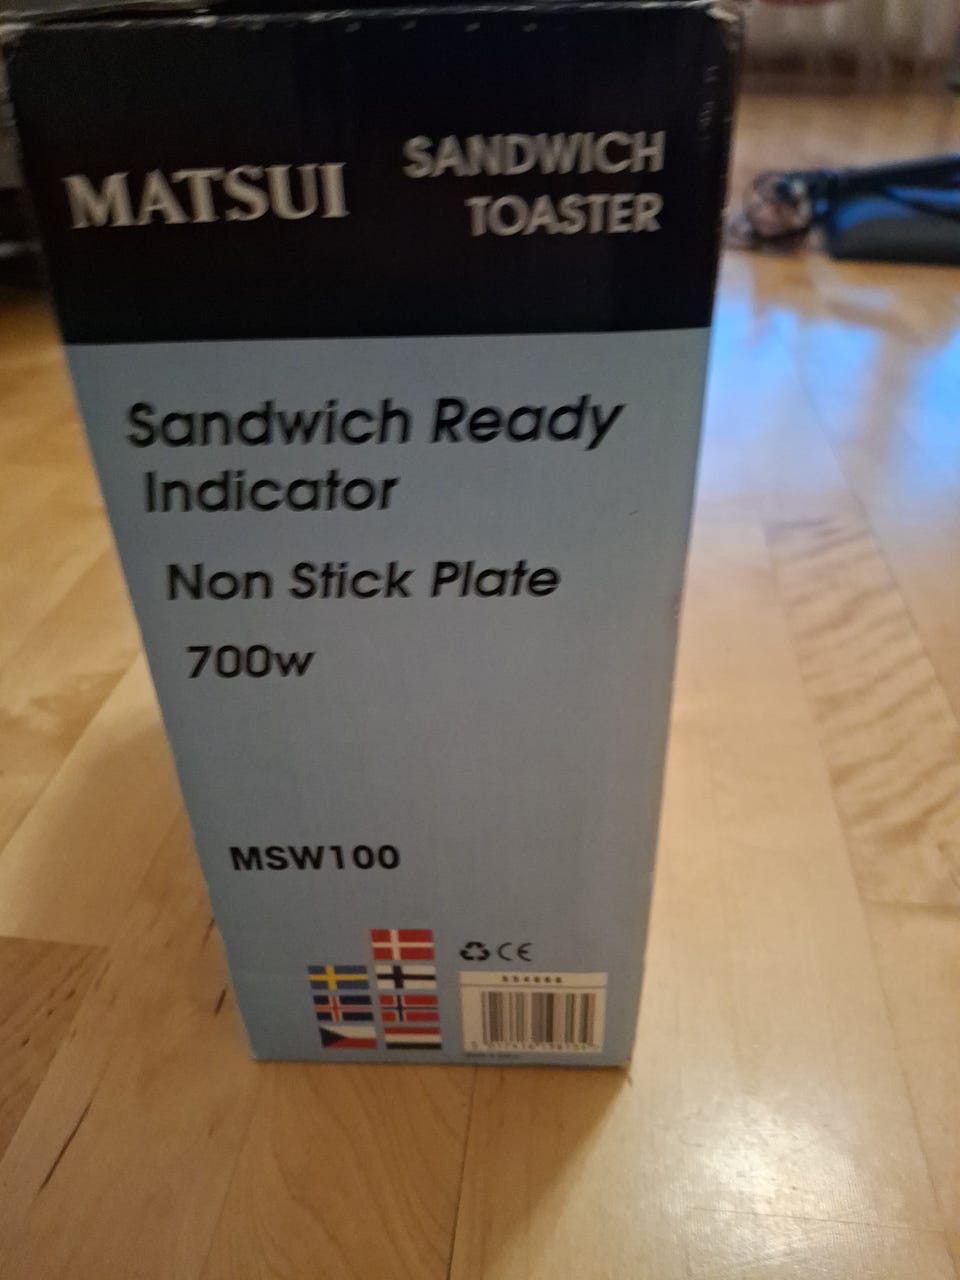 MATSUI
SANDWICH
TOASTER
Sandwich Ready
Indicator
Non Stick Plate
700w
MSW100
CE